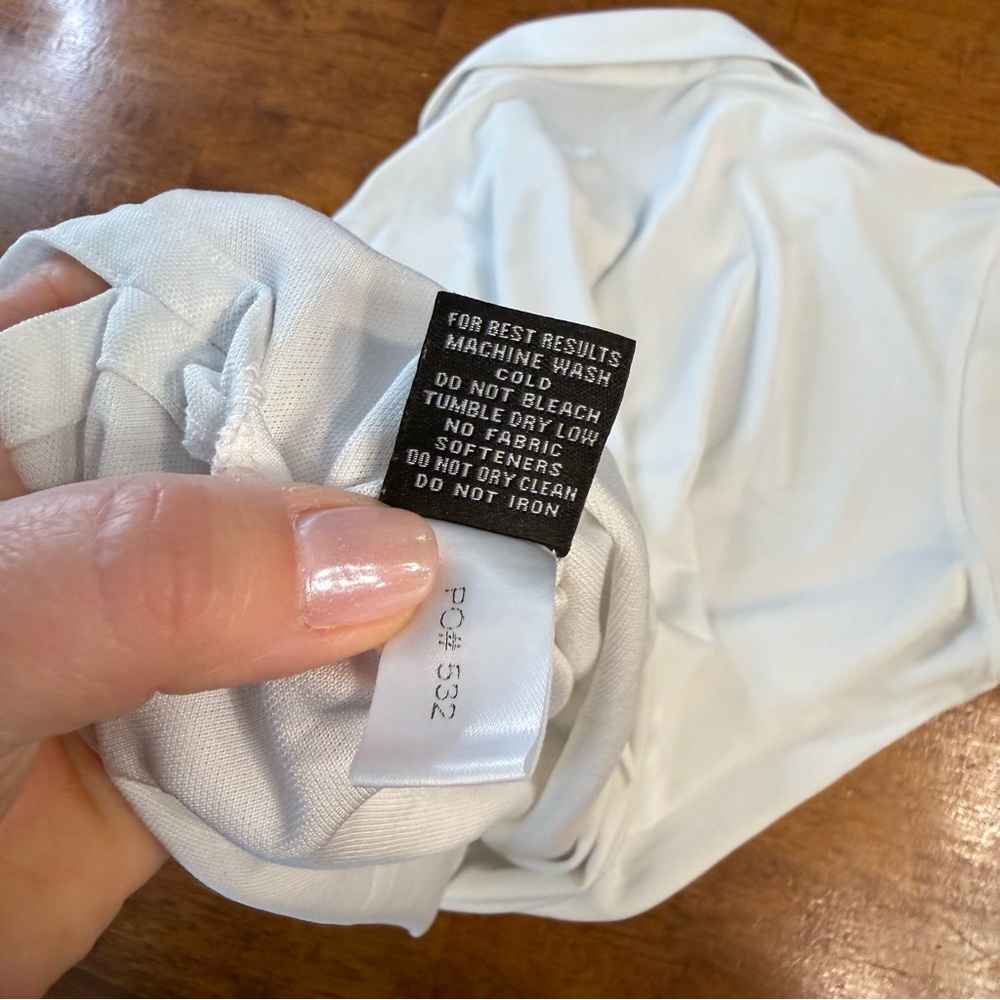 FOR BEST RESULTS
MACHINE WASH
COLD
DO NOT BLEACH
TUMBLE DRY LOW
NO FABRIC
SOFTENERS
DO NOT DRY CLEAN
DO NOT IRON
PO# 532